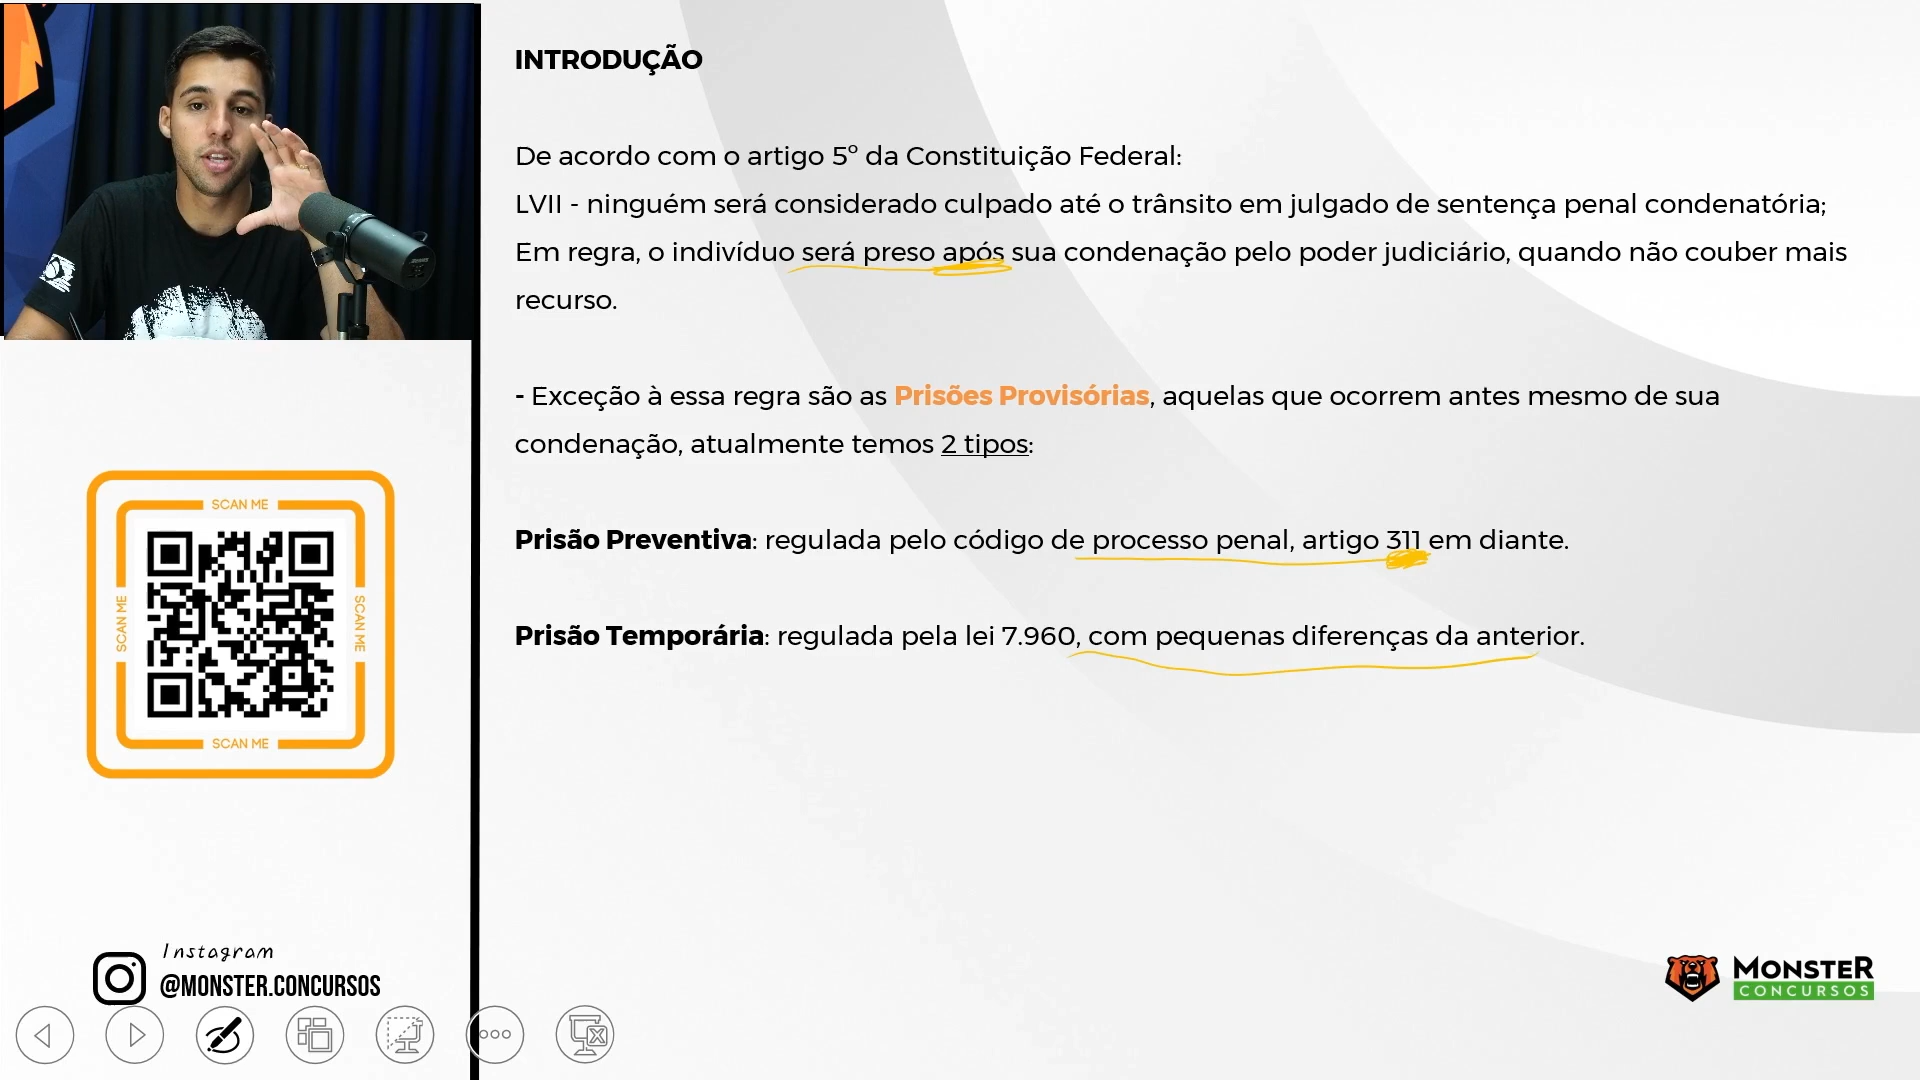 INTRODUÇÃO
De acordo com o artigo 5º da Constituição Federal:
LVII - ninguém será considerado culpado até o trânsito em julgado de sentença penal condenatória;
Em regra, o indivíduo será preso após sua condenação pelo poder judiciário, quando não couber mais
recurso.
- Exceção à essa regra são as Prisões Provisórias, aquelas que ocorrem antes mesmo de sua
condenação, atualmente temos 2 tipos:
Prisão Preventiva: regulada pelo código de processo penal, artigo 311 em diante.
Prisão Temporária: regulada pela lei 7.960, com pequenas diferenças da anterior.
SCAN ME
SCAN ME
SCAN ME
SCAN ME
Instagram
@MONSTER.CONCURSOS
MONSTER
CONCURSOS